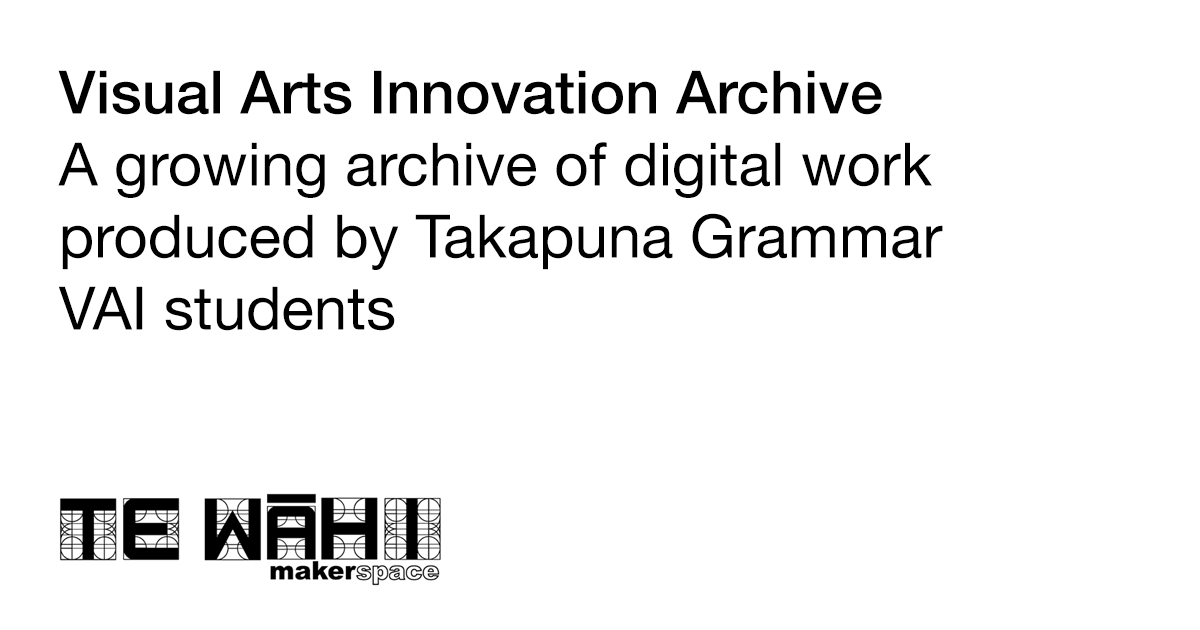 Visual Arts Innovation Archive
A growing archive of digital work
produced by Takapuna Grammar
VAI students
TE WĀHI
makerspace